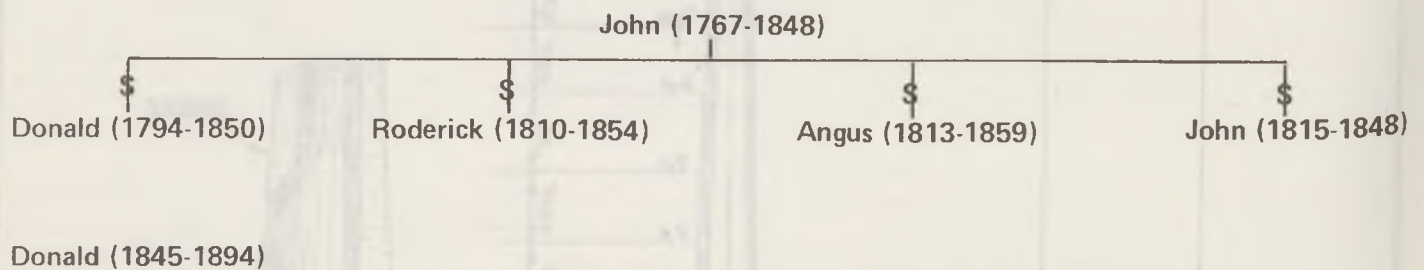 John (1767-1848)
$ $ $ $
Donald (1794-1850) Roderick (1810-1854) Angus (1813-1859) John (1815-1848)
Donald (1845-1894)